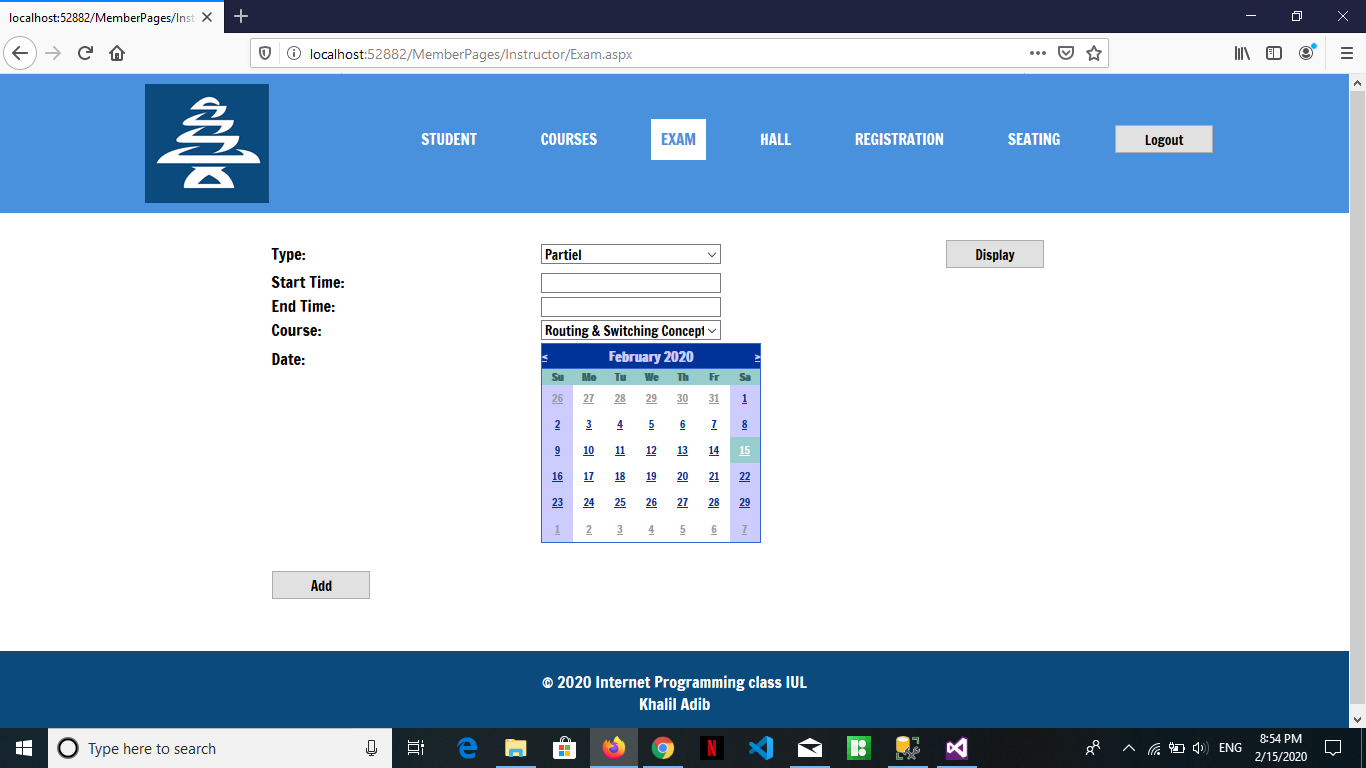 localhost:52882/MemberPages/Inst
localhost:52882/MemberPages/Instructor/Exam.aspx
STUDENT COURSES EXAM HALL REGISTRATION SEATING Logout
Type: Partiel Display
Start Time:
End Time:
Course: Routing & Switching Concept
Date:
< February 2020 >
Su Mo Tu We Th Fr Sa
26 27 28 29 30 31 1
2 3 4 5 6 7 8
9 10 11 12 13 14 15
16 17 18 19 20 21 22
23 24 25 26 27 28 29
1 2 3 4 5 6 7
Add
© 2020 Internet Programming class IUL
Khalil Adib
Type here to search
N
ENG
8:54 PM
2/15/2020